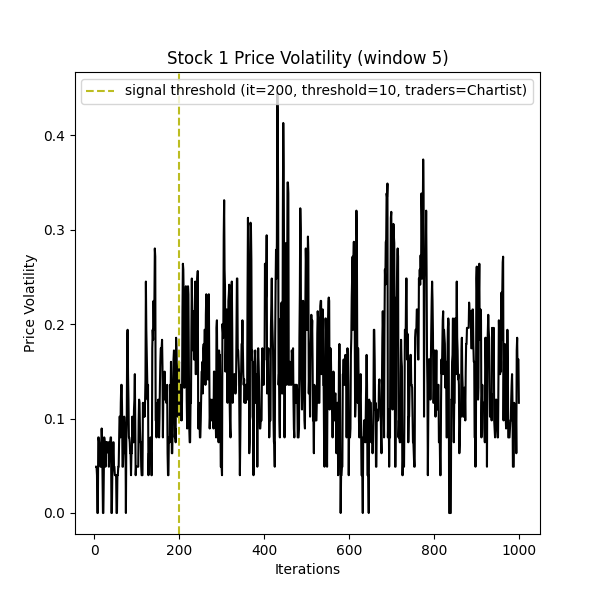 Stock 1 Price Volatility (window 5)
signal threshold (it=200, threshold=10, traders=Chartist)
0.4
0.3
0.2
0.1
0.0
Price Volatility
0 200 400 600 800 1000
Iterations